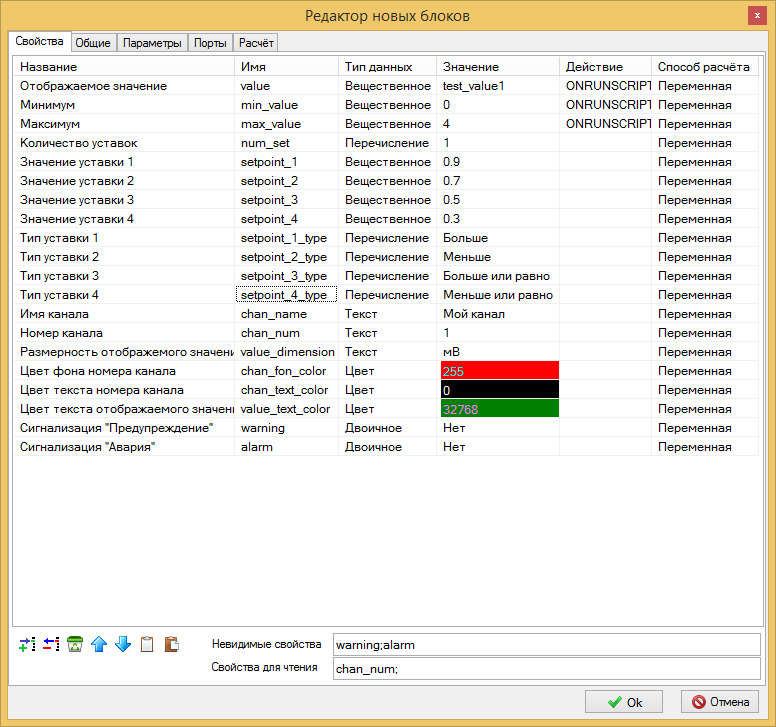 Редактор новых блоков
x
Свойства Общие Параметры Порты Расчёт
Название Имя Тип данных Значение Действие Способ расчёта
Отображаемое значение value Вещественное test_value1 ONRUNSCRIPT Переменная
Минимум min_value Вещественное 0 ONRUNSCRIPT Переменная
Максимум max_value Вещественное 4 ONRUNSCRIPT Переменная
Количество уставок num_set Перечисление 1 Переменная
Значение уставки 1 setpoint_1 Вещественное 0.9 Переменная
Значение уставки 2 setpoint_2 Вещественное 0.7 Переменная
Значение уставки 3 setpoint_3 Вещественное 0.5 Переменная
Значение уставки 4 setpoint_4 Вещественное 0.3 Переменная
Тип уставки 1 setpoint_1_type Перечисление Больше Переменная
Тип уставки 2 setpoint_2_type Перечисление Меньше Переменная
Тип уставки 3 setpoint_3_type Перечисление Больше или равно Переменная
Тип уставки 4 setpoint_4_type Перечисление Меньше или равно Переменная
Имя канала chan_name Текст Мой канал Переменная
Номер канала chan_num Текст 1 Переменная
Размерность отображемого значени value_dimension Текст мВ Переменная
Цвет фона номера канала chan_fon_color Цвет 255 Переменная
Цвет текста номера канала chan_text_color Цвет 0 Переменная
Цвет текста отображаемого значени value_text_color Цвет 32768 Переменная
Сигнализация "Предупреждение" warning Двоичное Нет Переменная
Сигнализация "Авария" alarm Двоичное Нет Переменная
Невидимые свойства warning;alarm
Свойства для чтения chan_num;
Ok Отмена